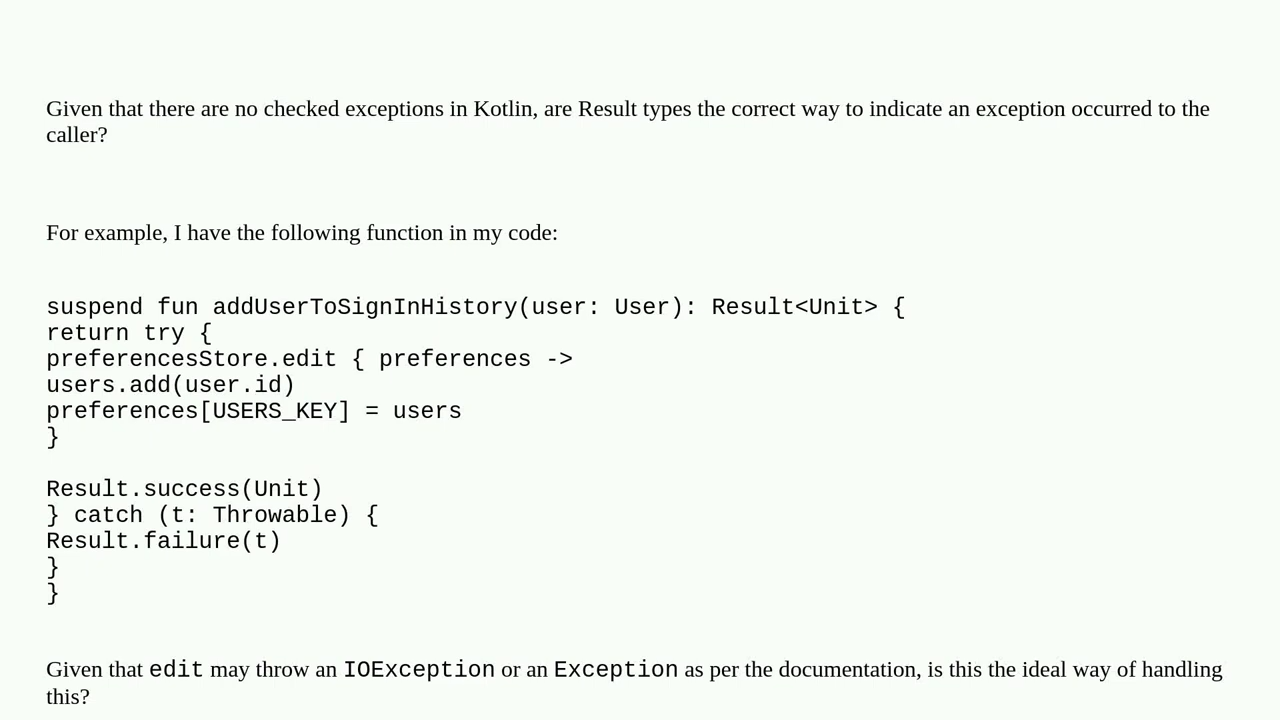 Given that there are no checked exceptions in Kotlin, are Result types the correct way to indicate an exception occurred to the
caller?
For example, I have the following function in my code:
suspend fun addUserToSignInHistory(user: User): Result<Unit> {
return try {
preferencesStore.edit { preferences ->
users.add(user.id)
preferences[USERS_KEY] = users
}
Result.success(Unit)
} catch (t: Throwable) {
Result.failure(t)
}
}
Given that edit may throw an IOException or an Exception as per the documentation, is this the ideal way of handling
this?